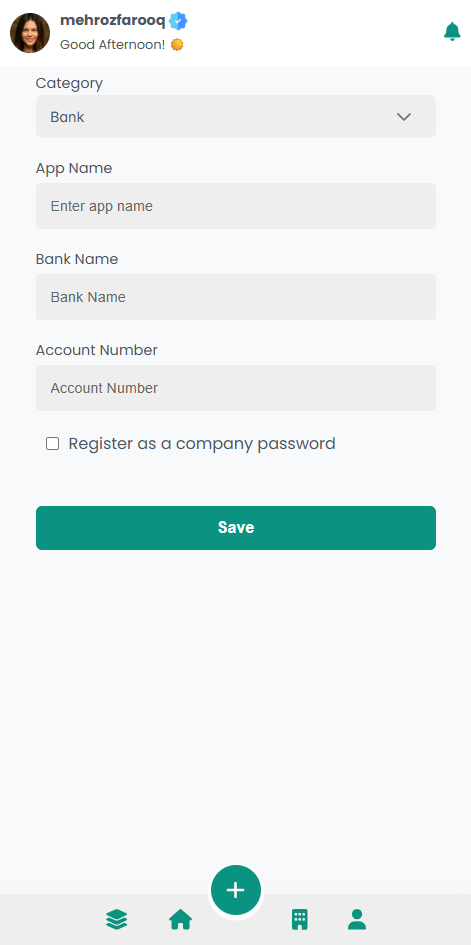 mehrozfarooq
Good Afternoon!
Category
Bank
App Name
Enter app name
Bank Name
Bank Name
Account Number
Account Number
Register as a company password
Save